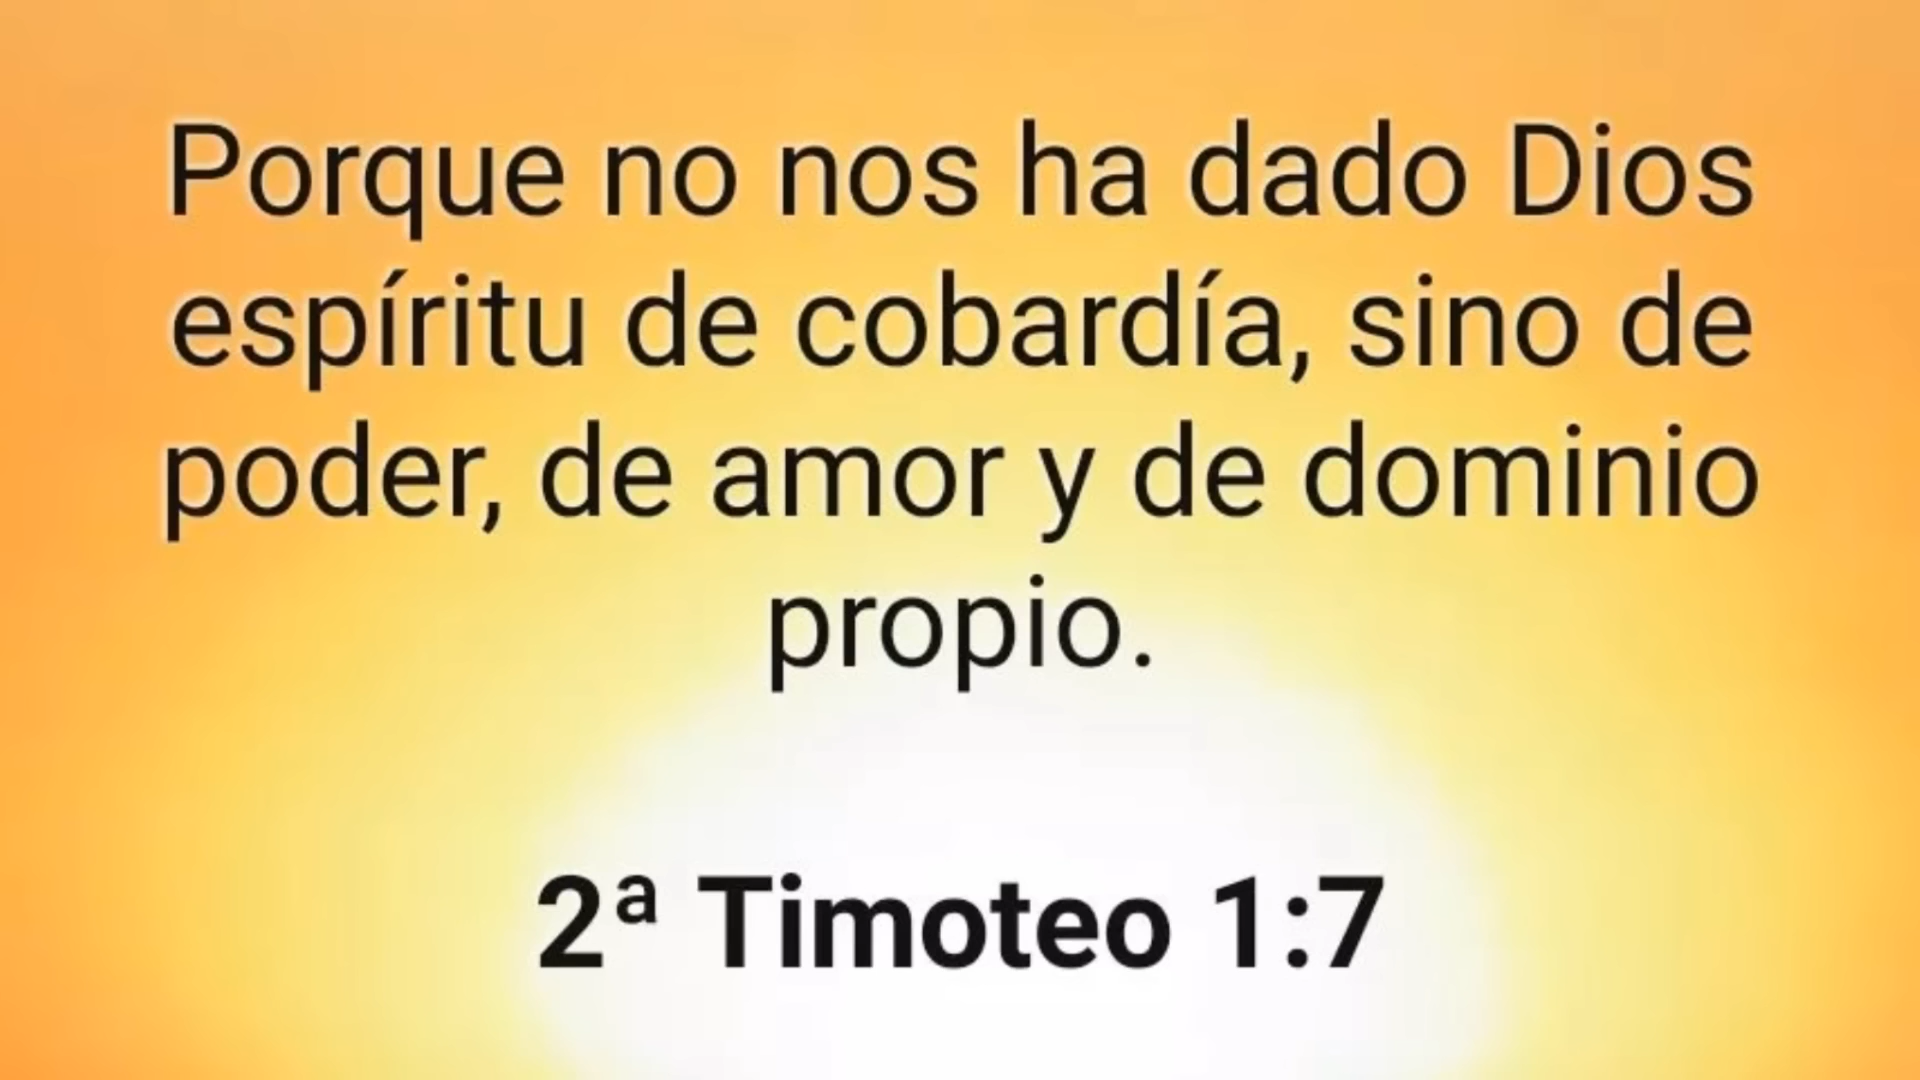 Porque no nos ha dado Dios
espíritu de cobardía, sino de
poder, de amor y de dominio
propio.
2ª Timoteo 1:7